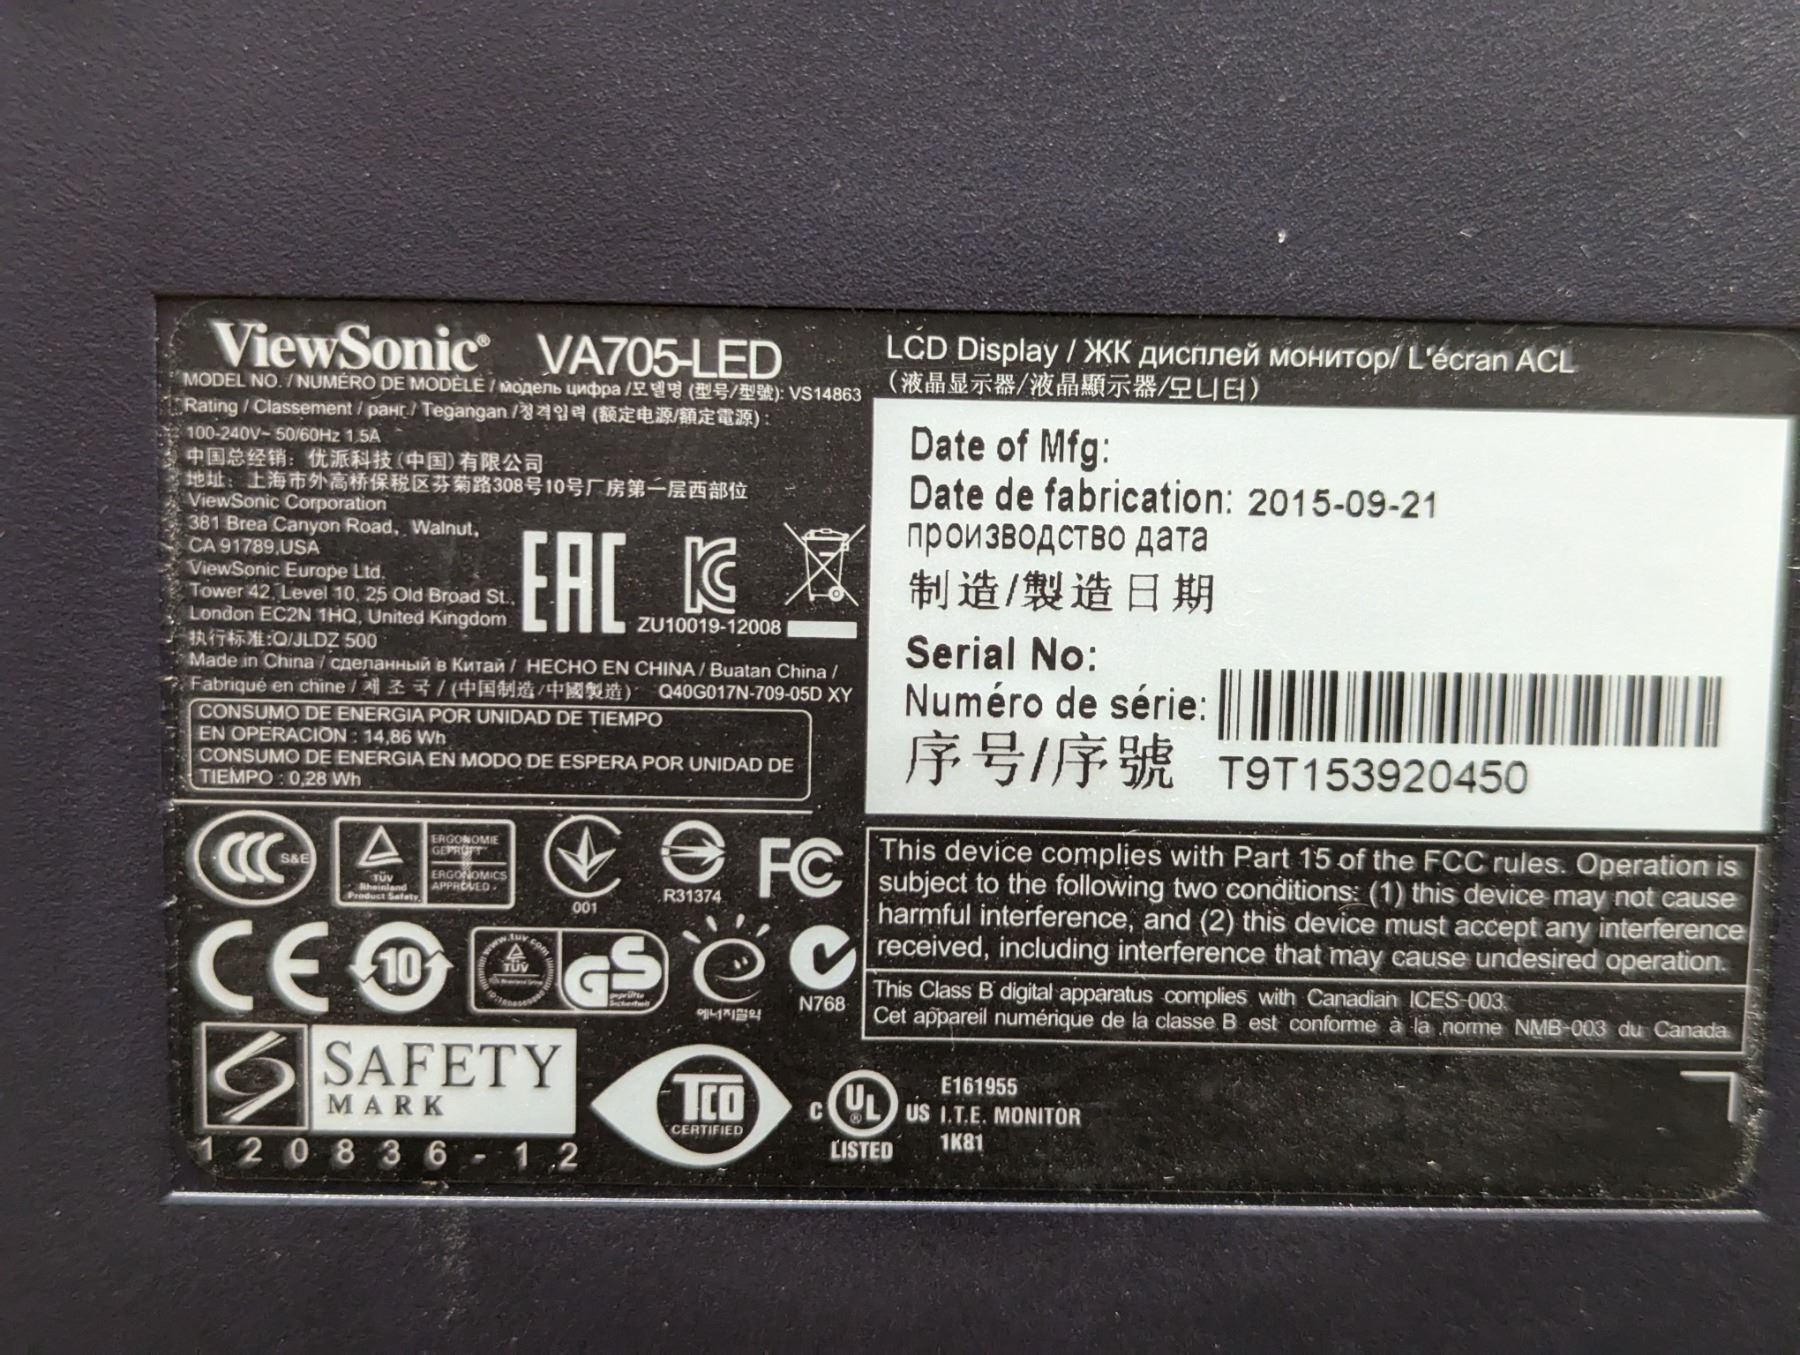 ViewSonic® VA705-LED
MODEL NO. / NUMÉRO DE MODÈLE / модель цифра /모델명 (型号/型號): VS14863
Rating / Classement / ранг / Tegangan /정격입력 (额定电源/額定電源) :
100-240V~ 50/60Hz 1.5A
中国总经销：优派科技(中国)有限公司
地址：上海市外高桥保税区芬菊路308号10号厂房第一层西部位
ViewSonic Corporation
381 Brea Canyon Road, Walnut,
CA 91789,USA
ViewSonic Europe Ltd.
Tower 42, Level 10, 25 Old Broad St.,
London EC2N 1HQ, United Kingdom
执行标准:Q/JLDZ 500
EAC
ZU10019-12008
Made in China / сделанный в Китай / HECHO EN CHINA / Buatan China /
Fabriqué en chine / 제 조 국 / (中国制造/中國製造) Q40G017N-709-05D XY
CONSUMO DE ENERGIA POR UNIDAD DE TIEMPO
EN OPERACION : 14,86 Wh
CONSUMO DE ENERGIA EN MODO DE ESPERA POR UNIDAD DE
TIEMPO : 0,28 Wh
LCD Display / ЖК дисплей монитор/ L'écran ACL
(液晶显示器/液晶顯示器/모니터)
Date of Mfg:
Date de fabrication: 2015-09-21
производство дата
制造/製造日期
Serial No:
Numéro de série:
序号/序號 T9T153920450
CCC S&E
TÜV
Rheinland
Product Safety
ERGONOMIE
GEPRÜFT
ERGONOMICS
APPROVED
001
R31374
FC
CE
10
www.tuv.com
TÜV
GS
geprüfte
Sicherheit
에너지절약
N768
This device complies with Part 15 of the FCC rules. Operation is
subject to the following two conditions: (1) this device may not cause
harmful interference, and (2) this device must accept any interference
received, including interference that may cause undesired operation.
This Class B digital apparatus complies with Canadian ICES-003.
Cet appareil numérique de la classe B est conforme à la norme NMB-003 du Canada
SAFETY
MARK
120836-12
TCO
CERTIFIED
C UL® US
LISTED
E161955
I.T.E. MONITOR
1K81